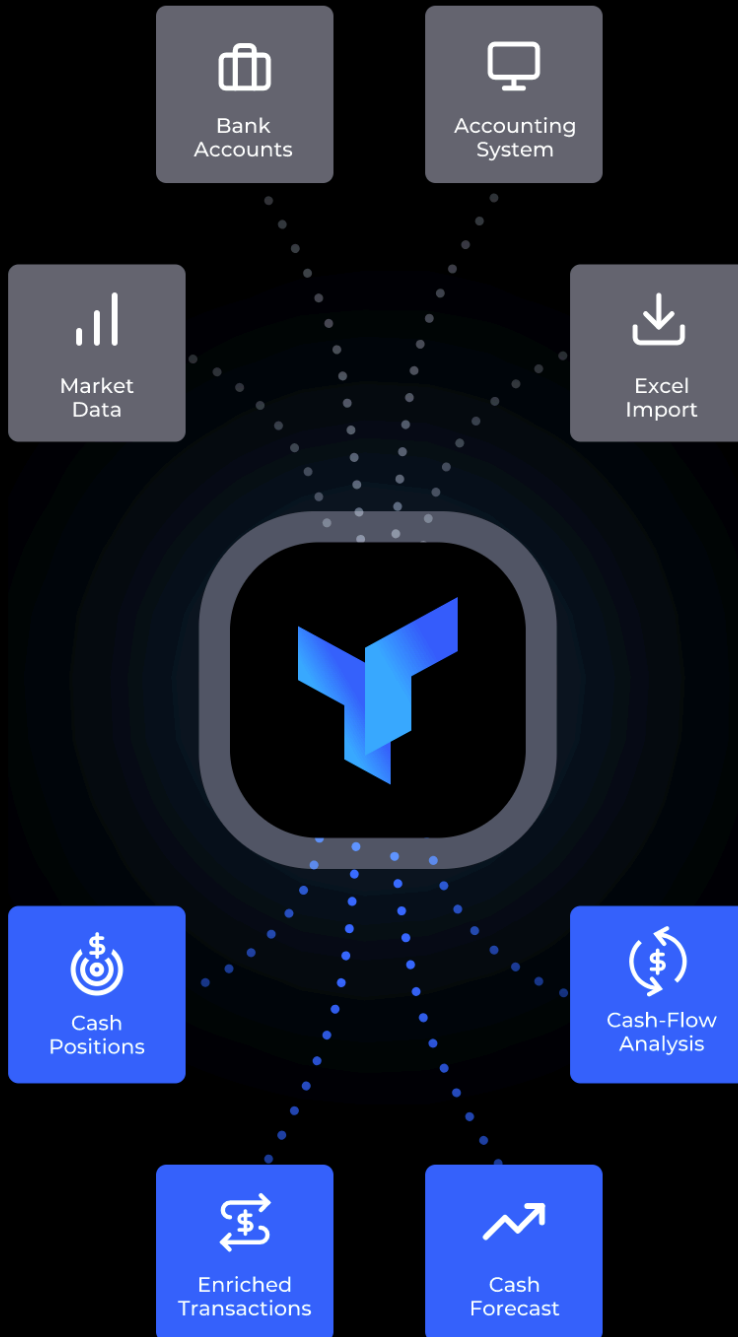 Bank
Accounts
Accounting
System
Market
Data
Excel
Import
Cash
Positions
Cash-Flow
Analysis
Enriched
Transactions
Cash
Forecast